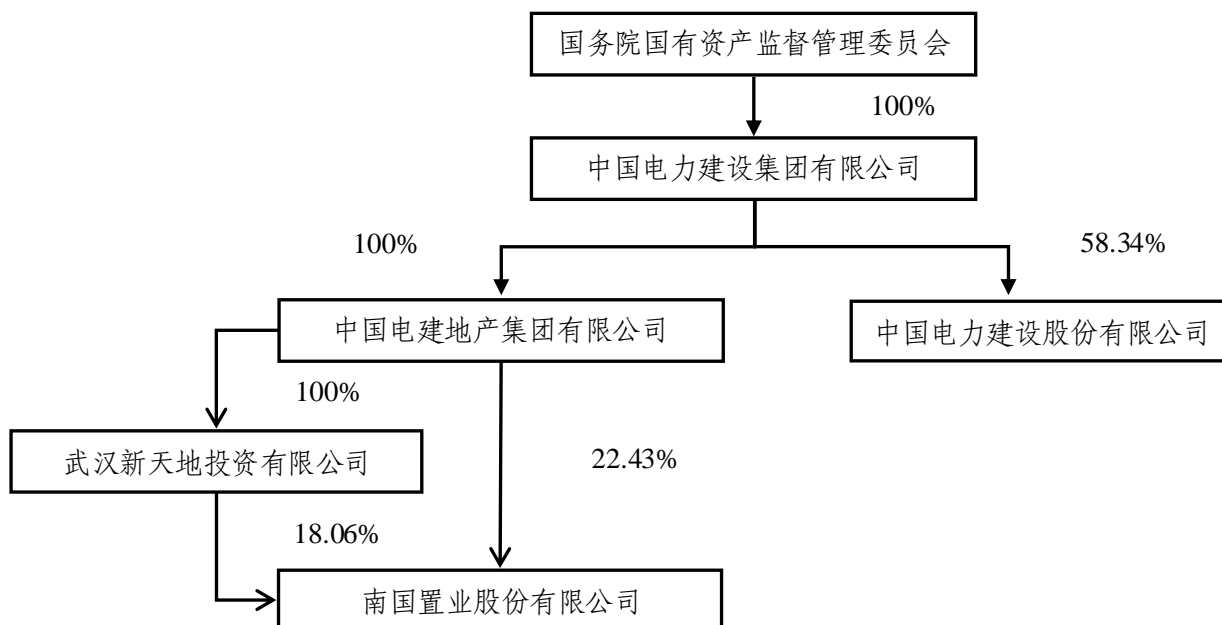 国务院国有资产监督管理委员会
100%
中国电力建设集团有限公司
100%
58.34%
中国电建地产集团有限公司
中国电力建设股份有限公司
100%
武汉新天地投资有限公司
22.43%
18.06%
南国置业股份有限公司